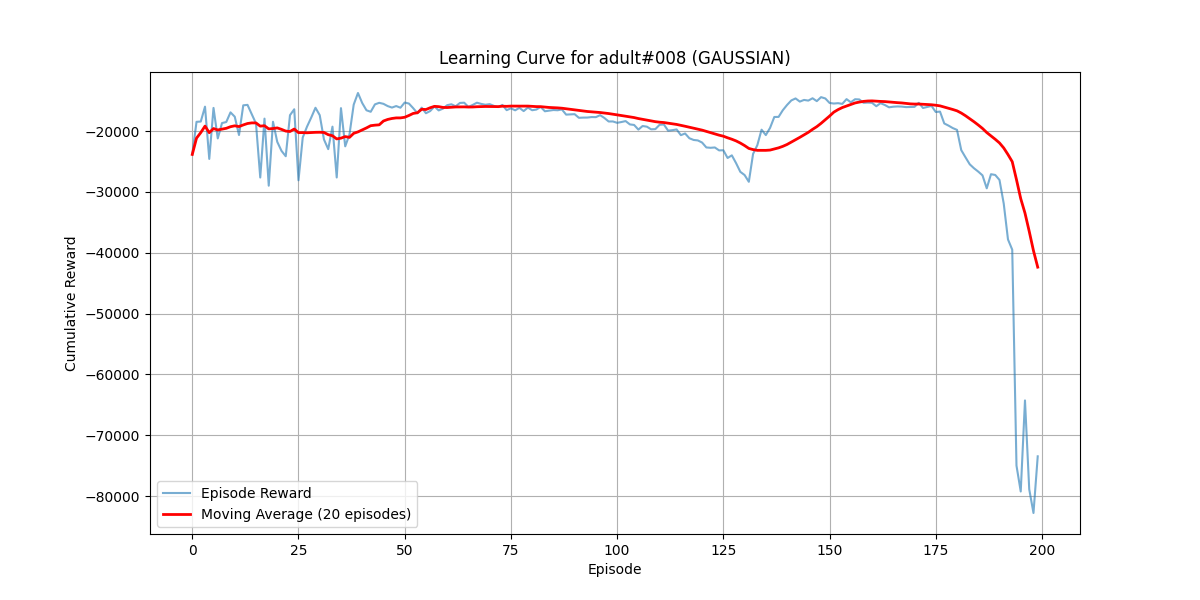 Learning Curve for adult#008 (GAUSSIAN)
Cumulative Reward
−20000
−30000
−40000
−50000
−60000
−70000
−80000
Episode Reward
Moving Average (20 episodes)
0 25 50 75 100 125 150 175 200
Episode